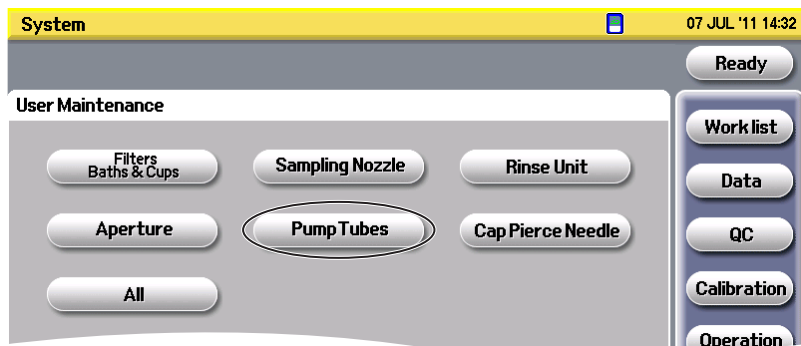 System 07 JUL '11 14:32
Ready
User Maintenance
Work list
Filters
Baths & Cups
Sampling Nozzle
Rinse Unit
Data
Aperture
Pump Tubes
Cap Pierce Needle
QC
All
Calibration
Operation